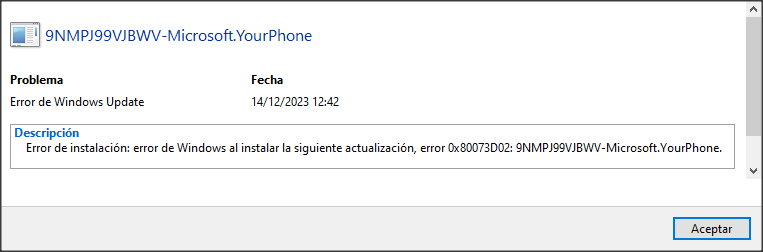 9NMPJ99VJBWV-Microsoft.YourPhone
Problema Fecha
Error de Windows Update 14/12/2023 12:42
Descripción
Error de instalación: error de Windows al instalar la siguiente actualización, error 0x80073D02: 9NMPJ99VJBWV-Microsoft.YourPhone.
Aceptar